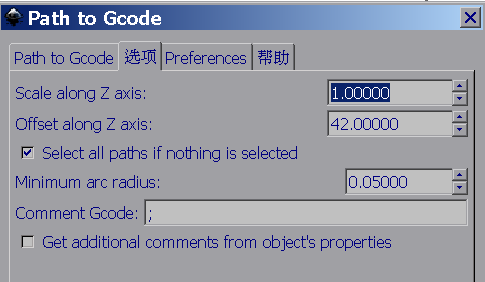 Path to Gcode
Path to Gcode 选项 Preferences 帮助
Scale along Z axis: 1.00000
Offset along Z axis: 42.00000
Select all paths if nothing is selected
Minimum arc radius: 0.05000
Comment Gcode: ;
Get additional comments from object's properties